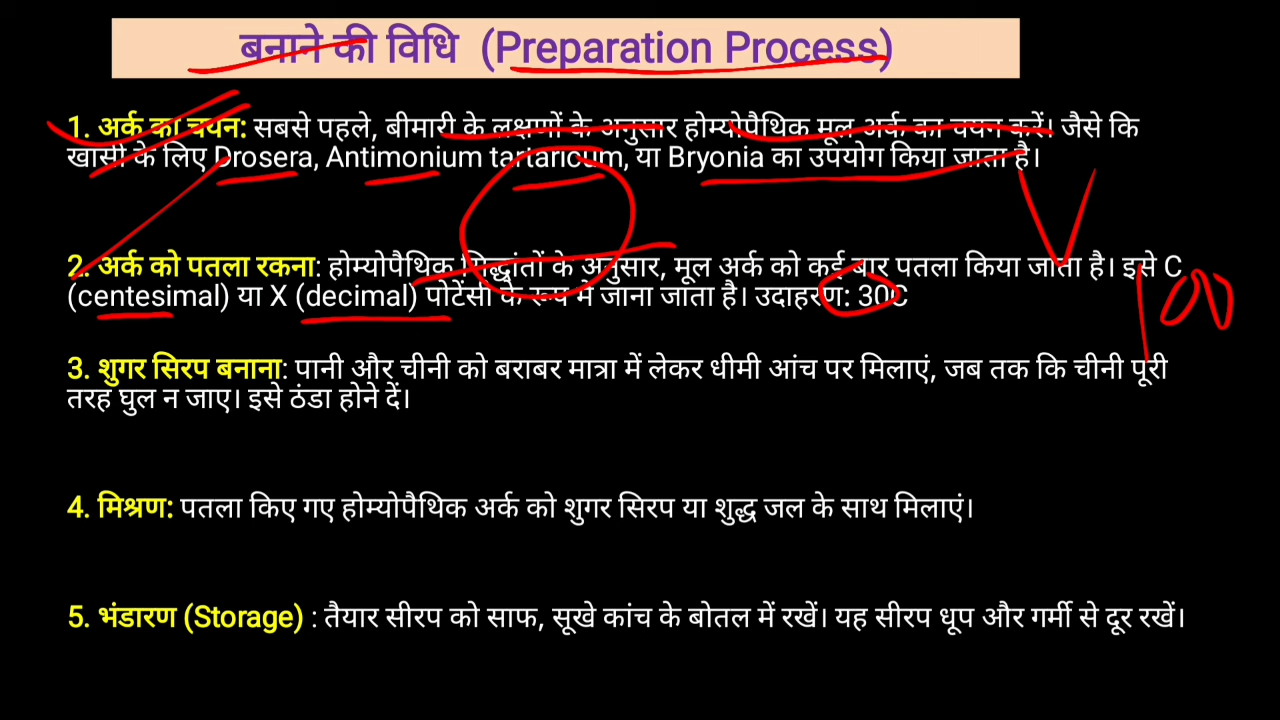 बनाने की विधि (Preparation Process)
1. अर्क का चयन: सबसे पहले, बीमारी के लक्षणों के अनुसार होम्योपैथिक मूल अर्क का चयन करें। जैसे कि
खांसी के लिए Drosera, Antimonium tartaricum, या Bryonia का उपयोग किया जाता है।
2. अर्क को पतला रकना: होम्योपैथिक सिद्धांतों के अनुसार, मूल अर्क को कई बार पतला किया जाता है। इसे C
(centesimal) या X (decimal) पोटेंसी के रूप में जाना जाता है। उदाहरण: 30C
100
3. शुगर सिरप बनाना: पानी और चीनी को बराबर मात्रा में लेकर धीमी आंच पर मिलाएं, जब तक कि चीनी पूरी
तरह घुल न जाए। इसे ठंडा होने दें।
4. मिश्रण: पतला किए गए होम्योपैथिक अर्क को शुगर सिरप या शुद्ध जल के साथ मिलाएं।
5. भंडारण (Storage) : तैयार सीरप को साफ, सूखे कांच के बोतल में रखें। यह सीरप धूप और गर्मी से दूर रखें।